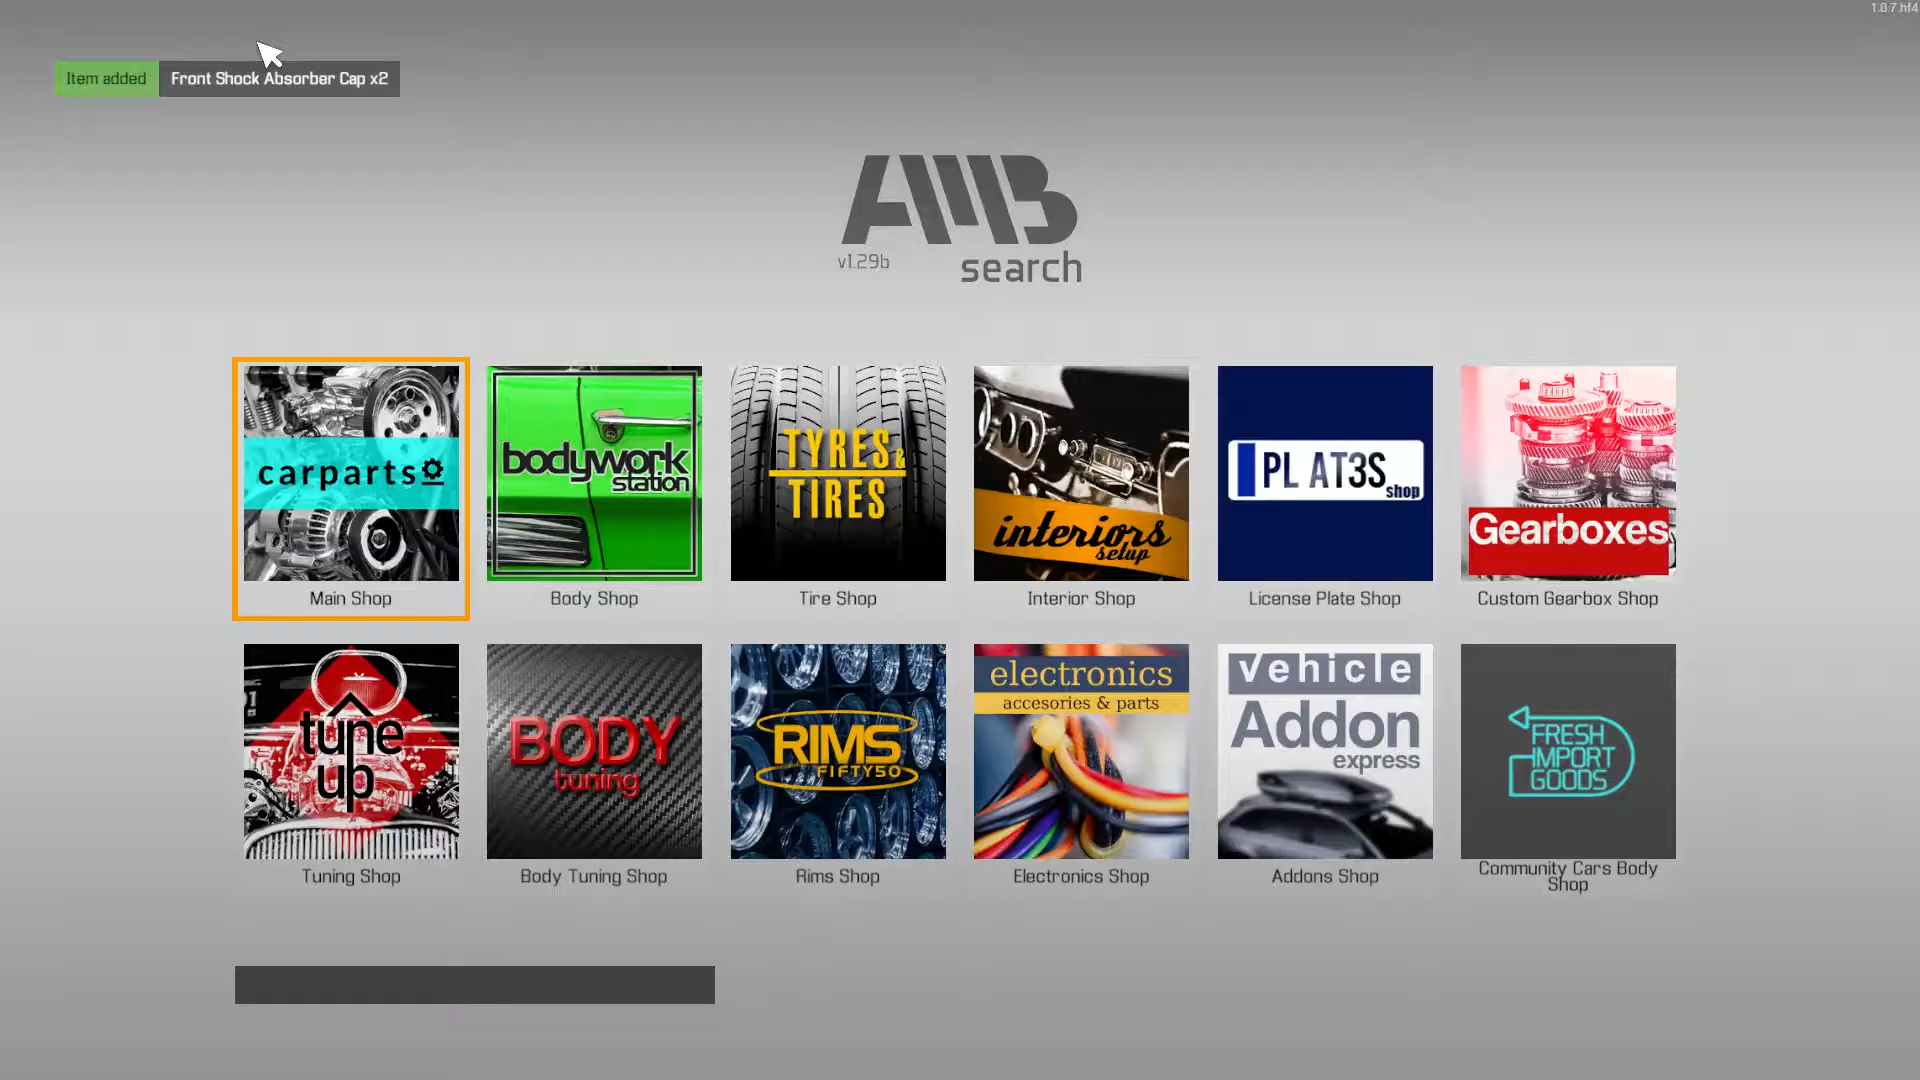 1.0.7.hf4
Item added
Front Shock Absorber Cap x2
AMB
v1.29b
search
carparts
bodywork
station
TYRES &
TIRES
interiors
setup
PL AT3S
shop
Gearboxes
Main Shop
Body Shop
Tire Shop
Interior Shop
License Plate Shop
Custom Gearbox Shop
tune
up
BODY
tuning
RIMS
FIFTY50
electronics
accesories & parts
vehicle
Addon
express
FRESH
IMPORT
GOODS
Tuning Shop
Body Tuning Shop
Rims Shop
Electronics Shop
Addons Shop
Community Cars Body
Shop